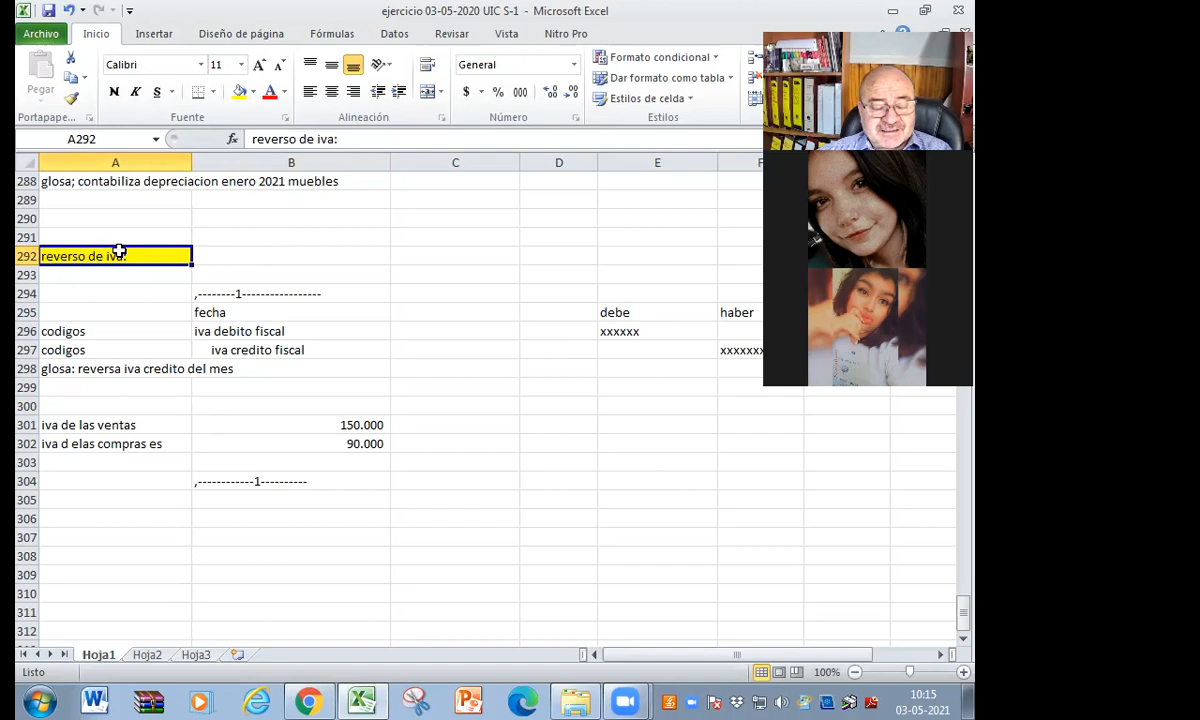 ejercicio 03-05-2020 UIC S-1 - Microsoft Excel
Archivo Inicio Insertar Diseño de página Fórmulas Datos Revisar Vista Nitro Pro
Pegar
Calibri 11
N K S
General
$ % 000
Formato condicional
Dar formato como tabla
Estilos de celda
Portapape... Fuente Alineación Número Estilos
A292 fx reverso de iva:
A B C D E F
288 glosa; contabiliza depreciacion enero 2021 muebles
289
290
291
292 reverso de iva:
293
294 ,--------1-----------------
295 fecha debe haber
296 codigos iva debito fiscal xxxxxx
297 codigos iva credito fiscal xxxxxxx
298 glosa: reversa iva credito del mes
299
300
301 iva de las ventas 150.000
302 iva d elas compras es 90.000
303
304 ,------------1----------
305
306
307
308
309
310
311
312
Hoja1 Hoja2 Hoja3
Listo 100%
10:15
03-05-2021